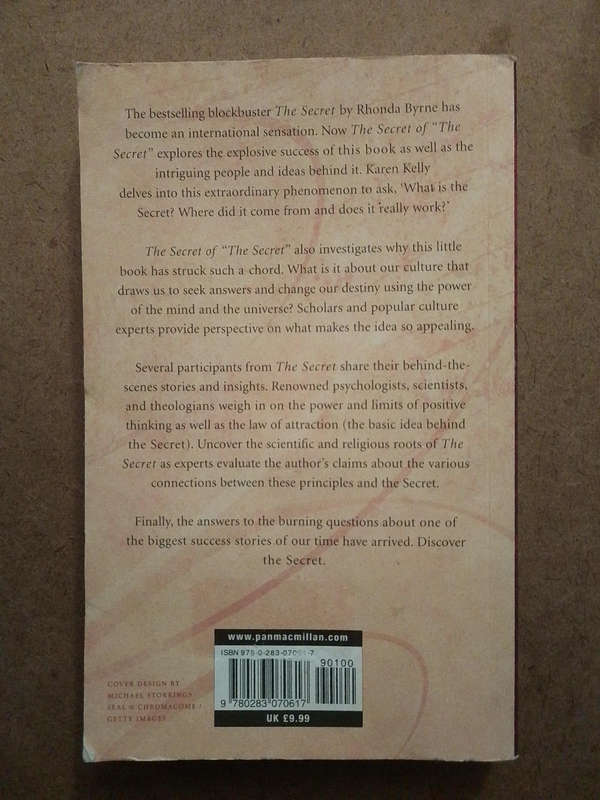 The bestselling blockbuster The Secret by Rhonda Byrne has
become an international sensation. Now The Secret of "The
Secret" explores the explosive success of this book as well as the
intriguing people and ideas behind it. Karen Kelly
delves into this extraordinary phenomenon to ask, 'What is the
Secret? Where did it come from and does it really work?'
The Secret of "The Secret" also investigates why this little
book has struck such a chord. What is it about our culture that
draws us to seek answers and change our destiny using the power
of the mind and the universe? Scholars and popular culture
experts provide perspective on what makes the idea so appealing.
Several participants from The Secret share their behind-the-
scenes stories and insights. Renowned psychologists, scientists,
and theologians weigh in on the power and limits of positive
thinking as well as the law of attraction (the basic idea behind
the Secret). Uncover the scientific and religious roots of The
Secret as experts evaluate the author's claims about the various
connections between these principles and the Secret.
Finally, the answers to the burning questions about one of
the biggest success stories of our time have arrived. Discover
the Secret.
www.panmacmillan.com
ISBN 978-0-283-07061-7
90100
9 780283 070617
UK £9.99
COVER DESIGN BY
MICHAEL STORRINGS
SEAL © CHROMACOME /
GETTY IMAGES